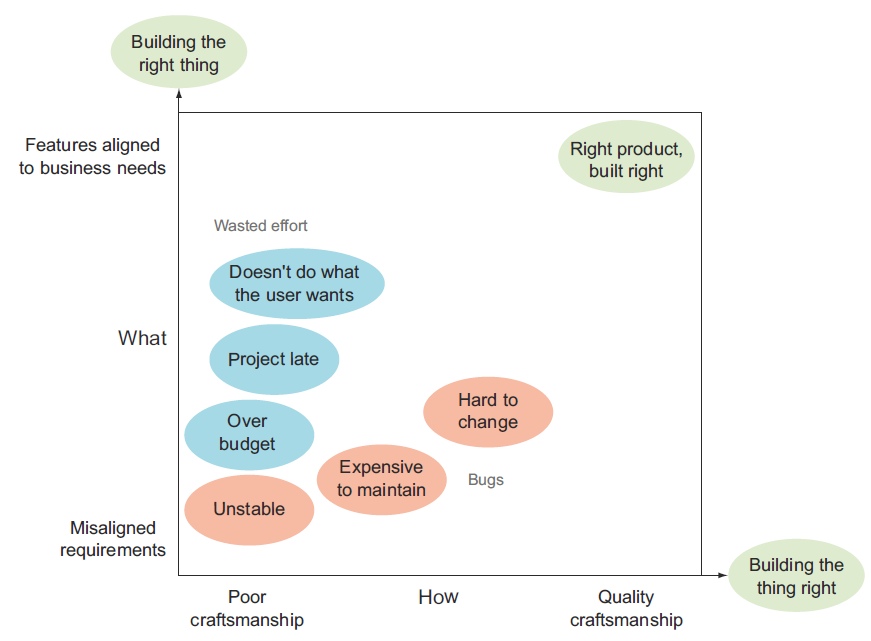 Building the
right thing
Features aligned
to business needs
Right product,
built right
Wasted effort
Doesn't do what
the user wants
What
Project late
Hard to
change
Over
budget
Expensive
to maintain
Bugs
Unstable
Misaligned
requirements
Building the
thing right
Poor
craftsmanship
How
Quality
craftsmanship